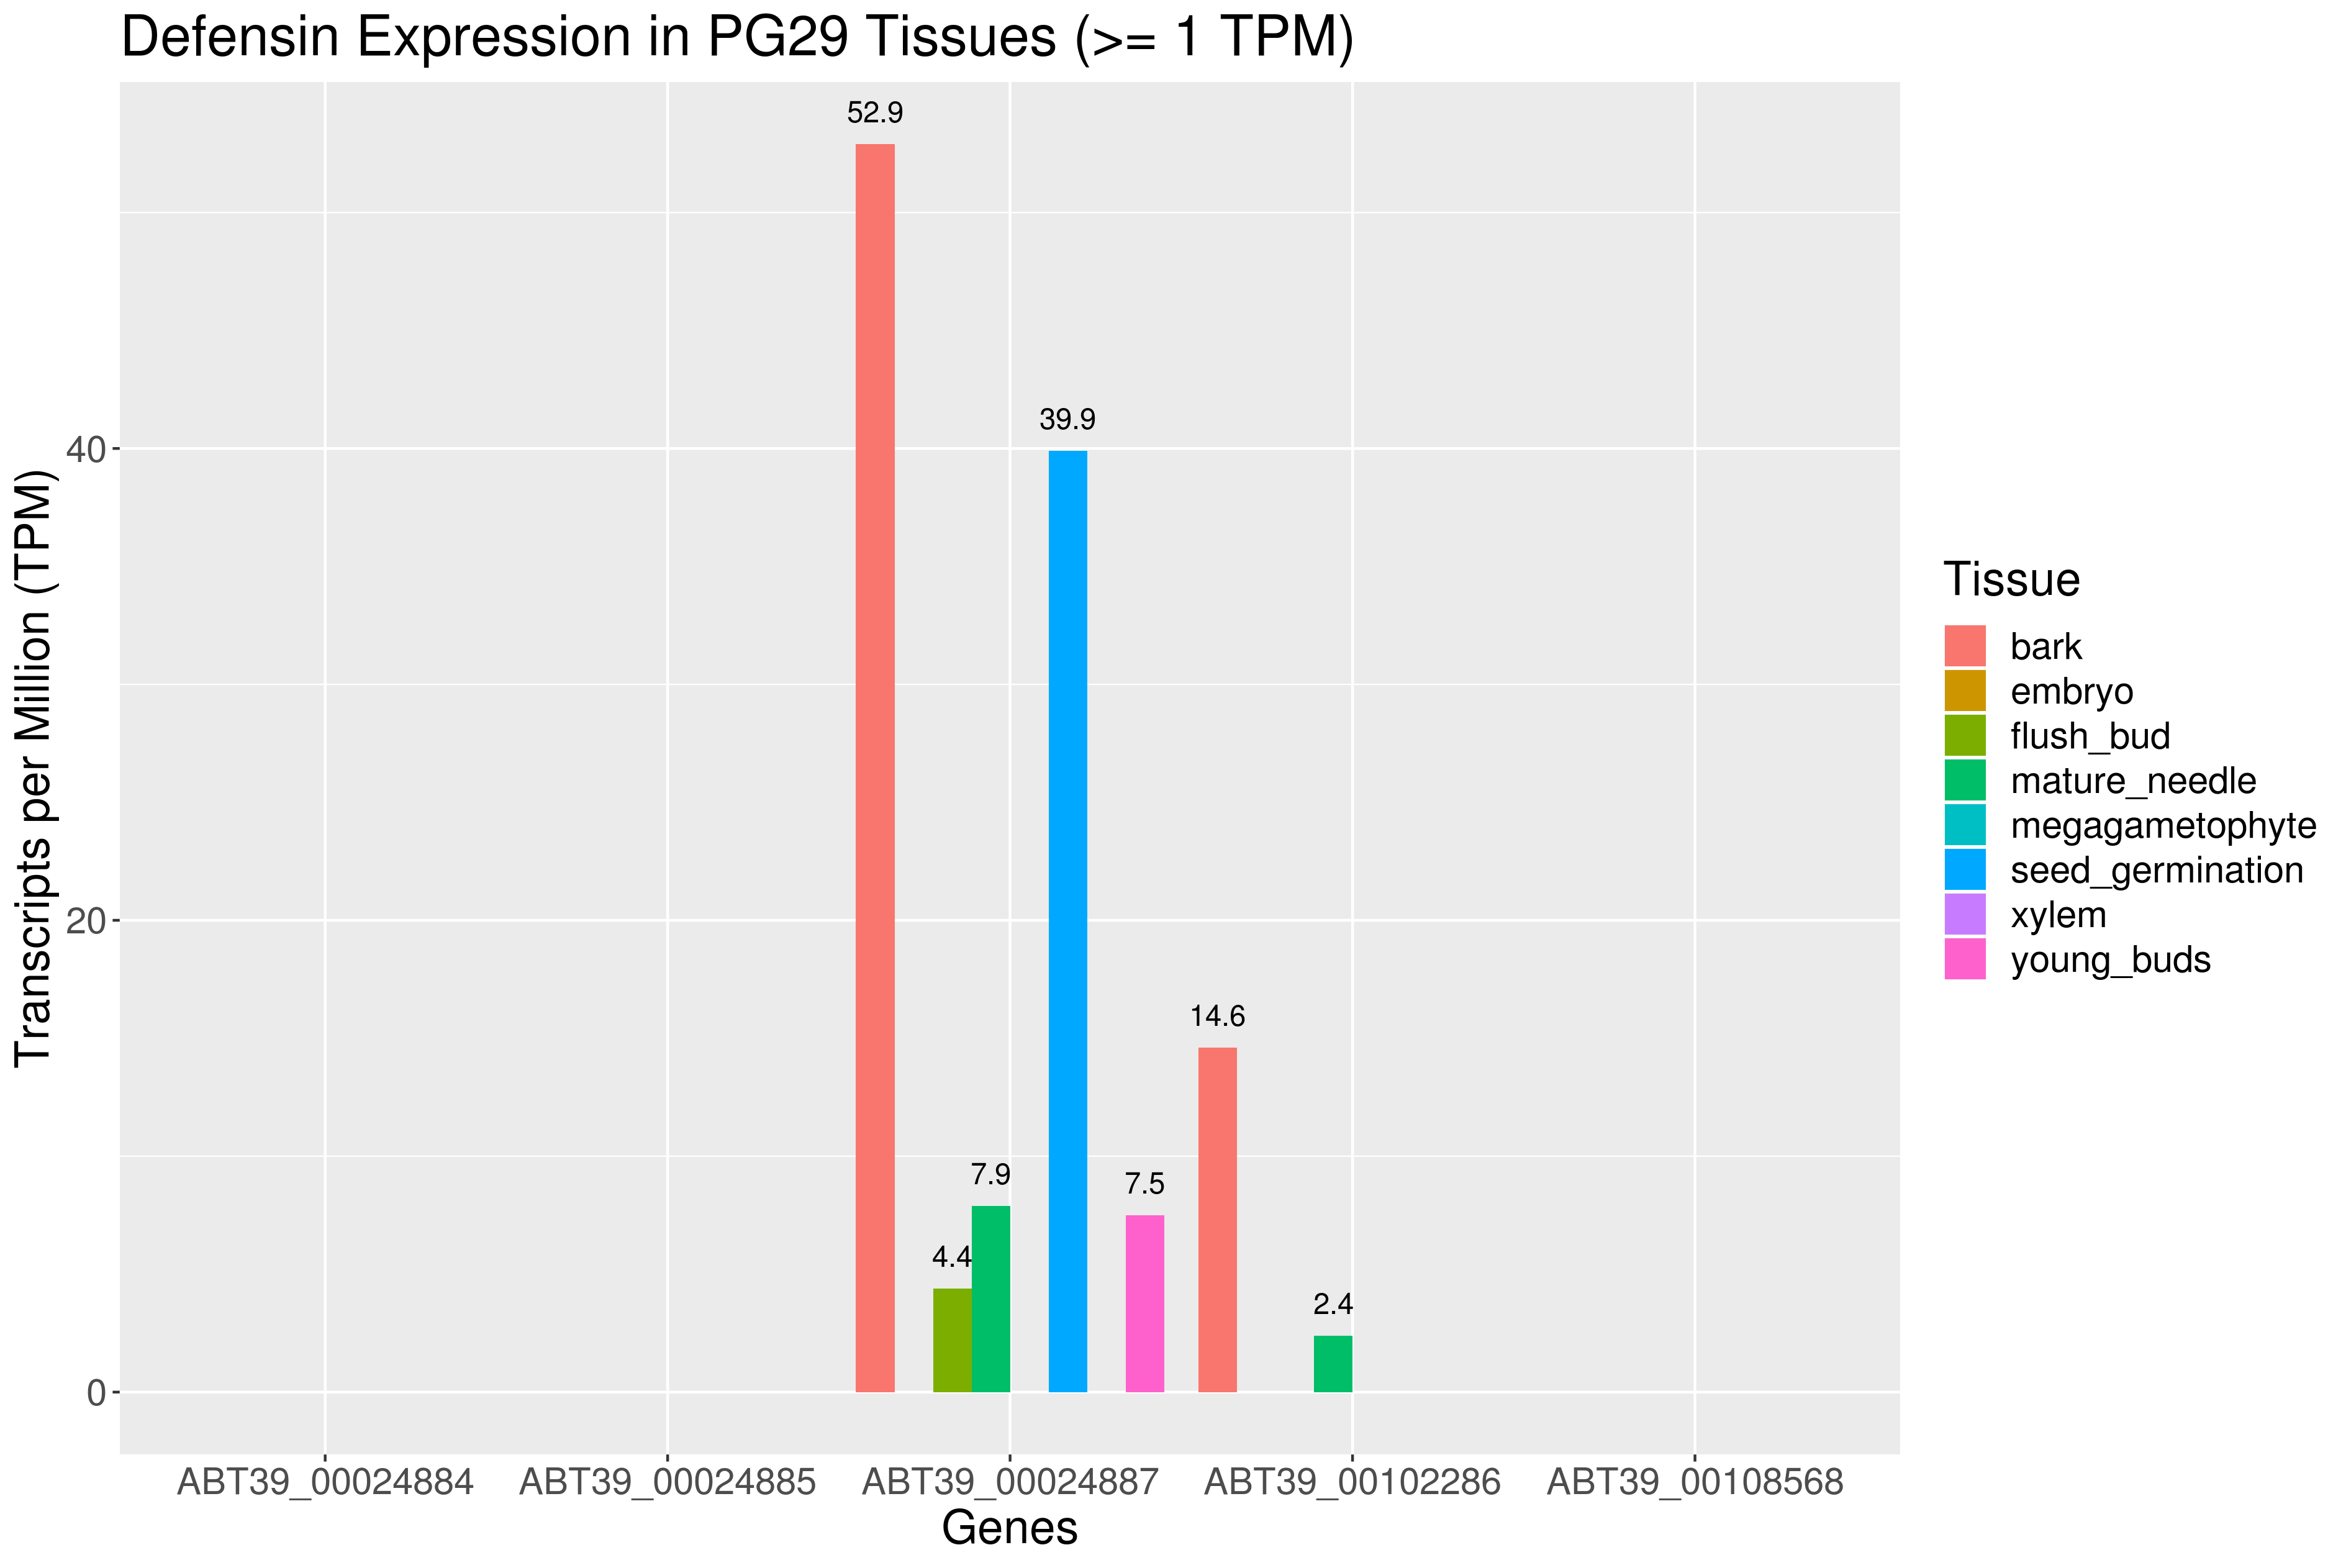 Defensin Expression in PG29 Tissues (>= 1 TPM)
Transcripts per Million (TPM)
40
20
0
52.9
39.9
14.6
7.9
7.5
4.4
2.4
ABT39_00024884
ABT39_00024885
ABT39_00024887
ABT39_00102286
ABT39_00108568
Genes
Tissue
bark
embryo
flush_bud
mature_needle
megagametophyte
seed_germination
xylem
young_buds